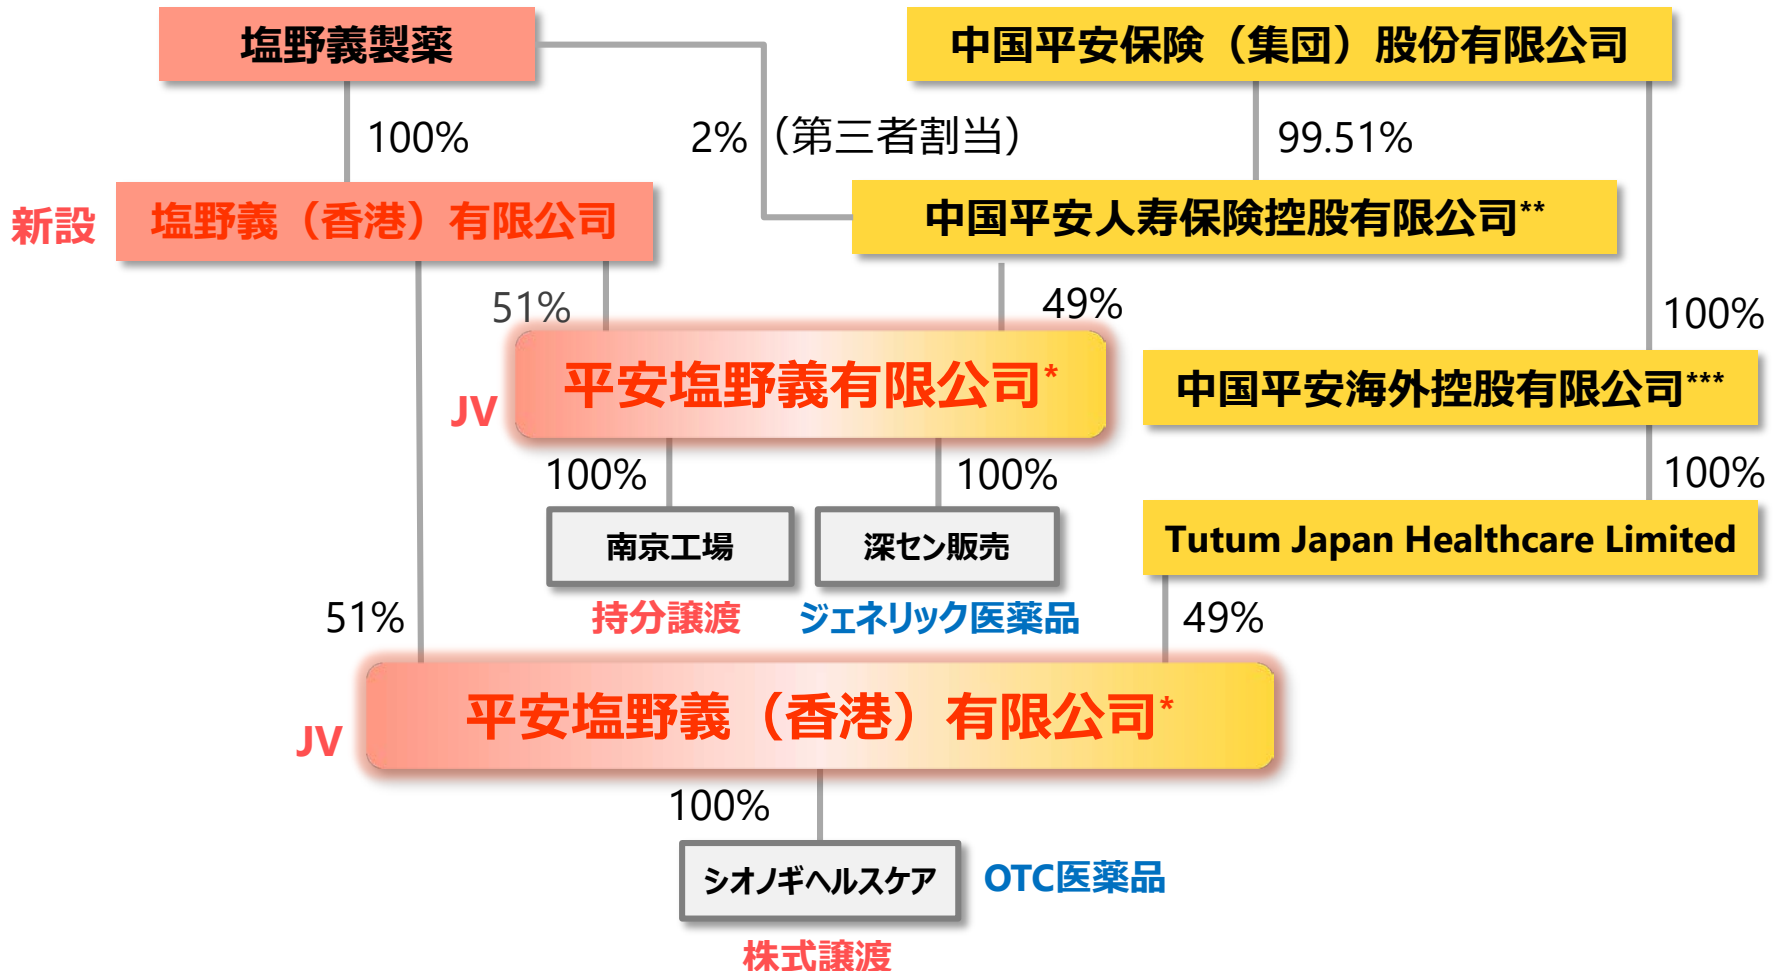 塩野義製薬
中国平安保険（集団）股份有限公司
100%
2%（第三者割当）
99.51%
新設
塩野義（香港）有限公司
中国平安人寿保険控股有限公司**
51%
49%
100%
平安塩野義有限公司*
JV
中国平安海外控股有限公司***
100%
100%
100%
南京工場
深セン販売
Tutum Japan Healthcare Limited
持分譲渡
ジェネリック医薬品
51%
49%
平安塩野義（香港）有限公司*
JV
100%
シオノギヘルスケア
OTC医薬品
株式譲渡